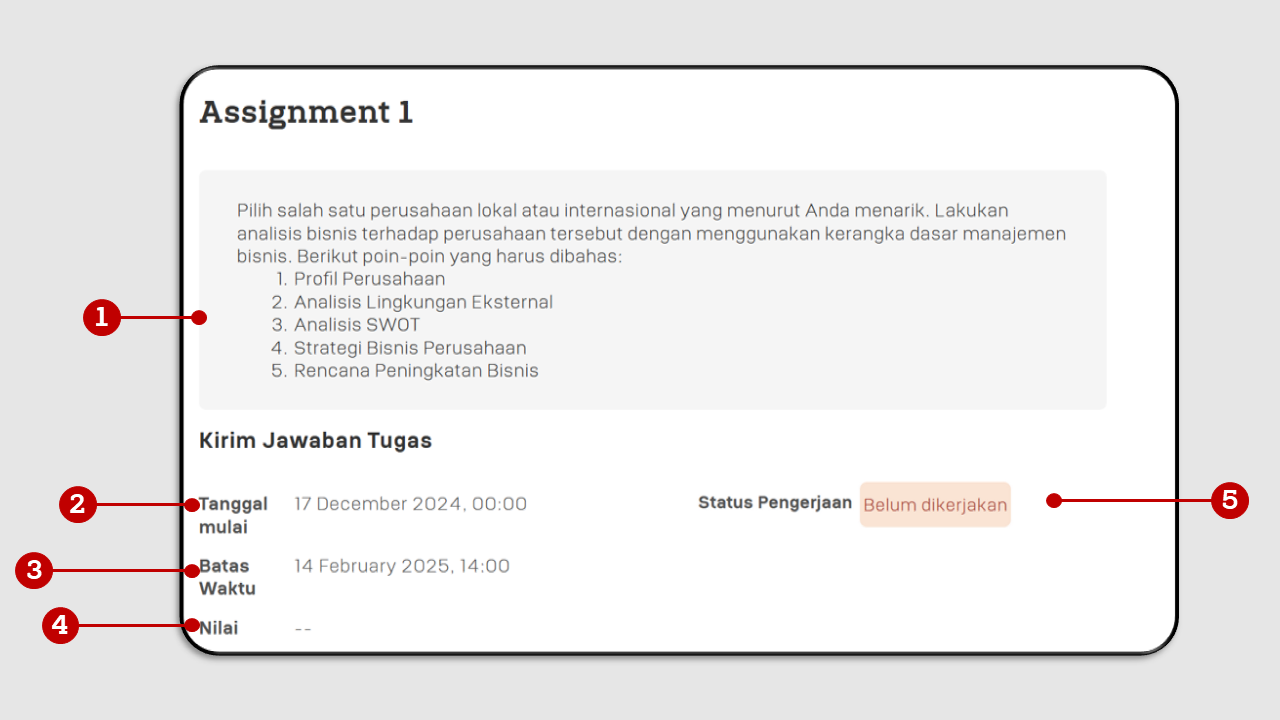 Assignment 1
Pilih salah satu perusahaan lokal atau internasional yang menurut Anda menarik. Lakukan
analisis bisnis terhadap perusahaan tersebut dengan menggunakan kerangka dasar manajemen
bisnis. Berikut poin-poin yang harus dibahas:
1. Profil Perusahaan
2. Analisis Lingkungan Eksternal
3. Analisis SWOT
4. Strategi Bisnis Perusahaan
5. Rencana Peningkatan Bisnis
1
Kirim Jawaban Tugas
2
Tanggal
mulai
17 December 2024, 00:00
Status Pengerjaan
Belum dikerjakan
5
3
Batas
Waktu
14 February 2025, 14:00
4
Nilai
--